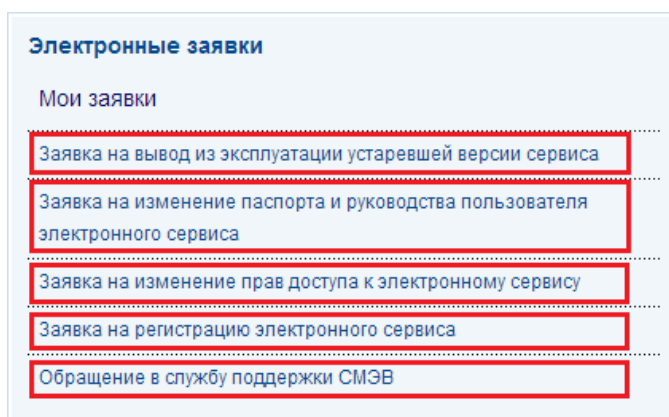 Электронные заявки
Мои заявки
Заявка на вывод из эксплуатации устаревшей версии сервиса
Заявка на изменение паспорта и руководства пользователя
электронного сервиса
Заявка на изменение прав доступа к электронному сервису
Заявка на регистрацию электронного сервиса
Обращение в службу поддержки СМЭВ